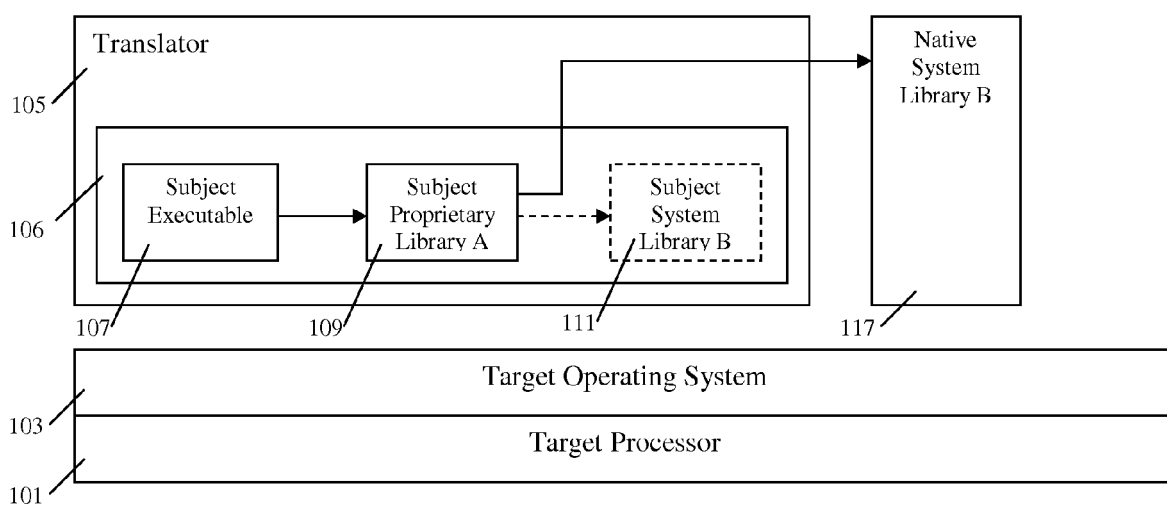 Translator
Native
System
Library B
105
Subject
Executable
Subject
Proprietary
Library A
Subject
System
Library B
106
107
109
111
117
Target Operating System
103
Target Processor
101